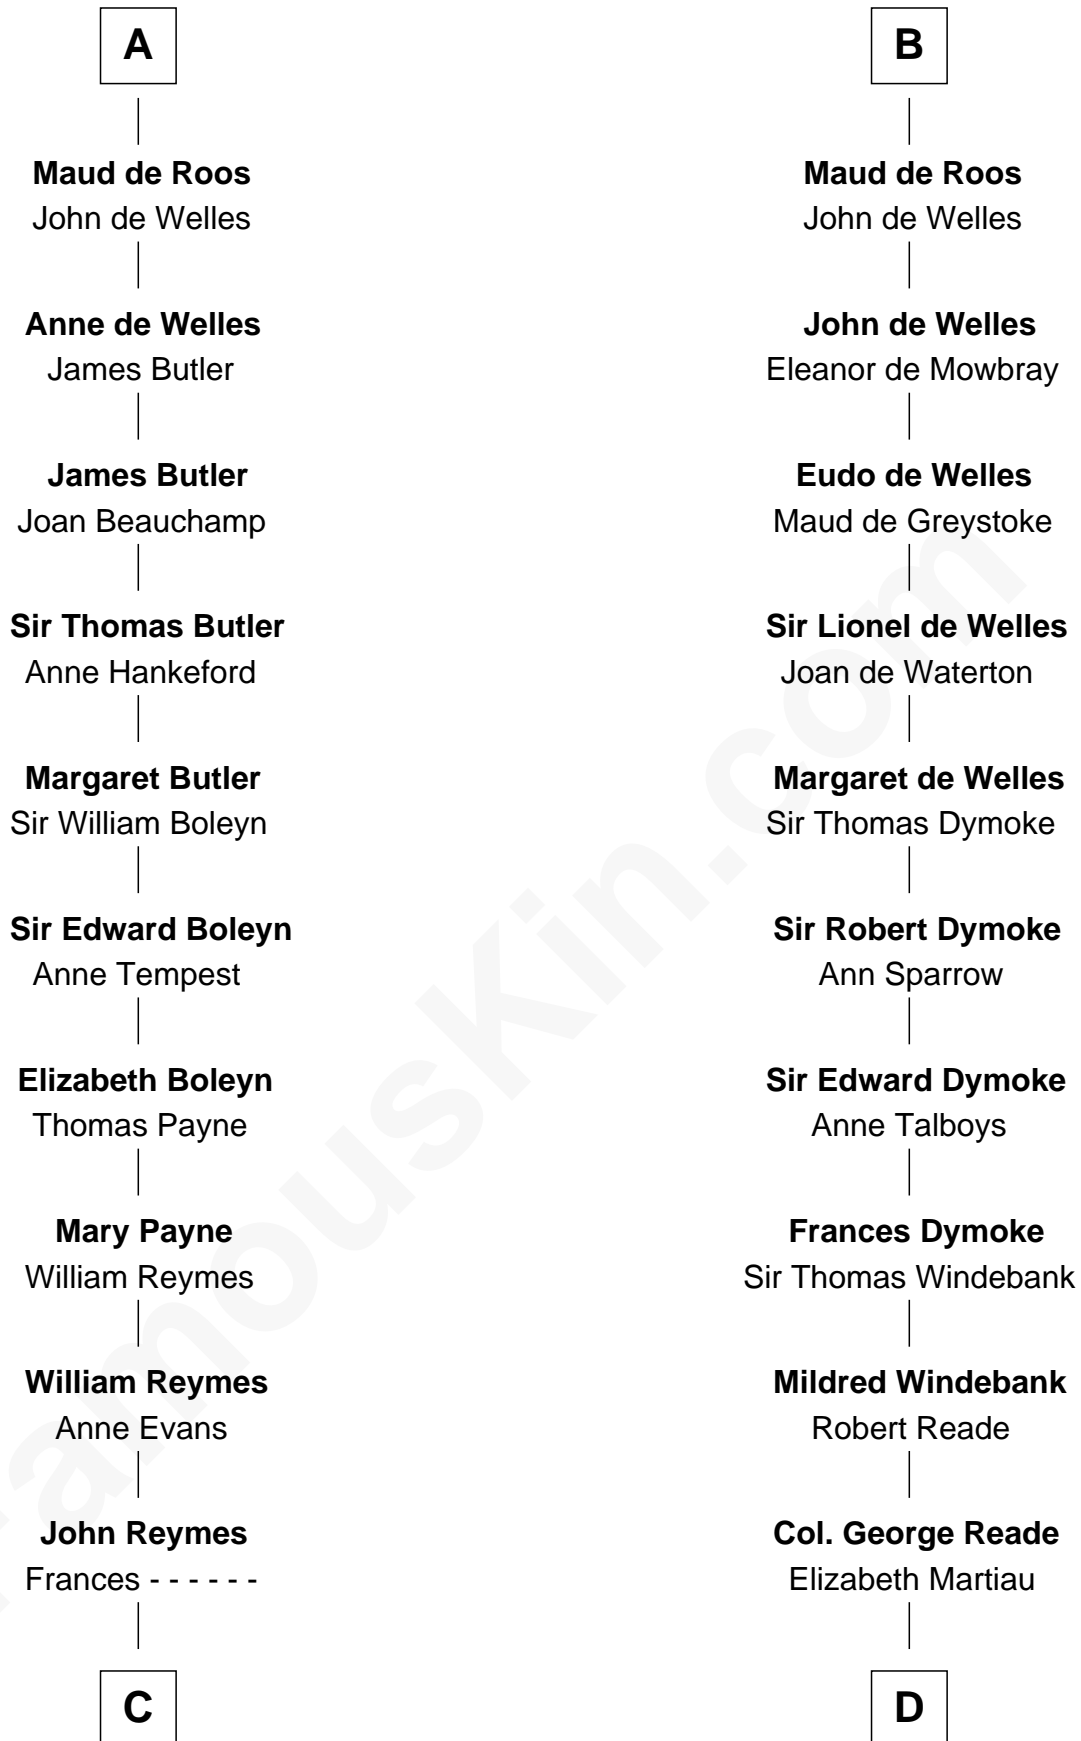 A
Maud de Roos
John de Welles
Anne de Welles
James Butler
James Butler
Joan Beauchamp
Sir Thomas Butler
Anne Hankeford
Margaret Butler
Sir William Boleyn
Sir Edward Boleyn
Anne Tempest
Elizabeth Boleyn
Thomas Payne
Mary Payne
William Reymes
William Reymes
Anne Evans
John Reymes
Frances - - - - - -
C
B
Maud de Roos
John de Welles
John de Welles
Eleanor de Mowbray
Eudo de Welles
Maud de Greystoke
Sir Lionel de Welles
Joan de Waterton
Margaret de Welles
Sir Thomas Dymoke
Sir Robert Dymoke
Ann Sparrow
Sir Edward Dymoke
Anne Talboys
Frances Dymoke
Sir Thomas Windebank
Mildred Windebank
Robert Reade
Col. George Reade
Elizabeth Martiau
D
FamousKin.com